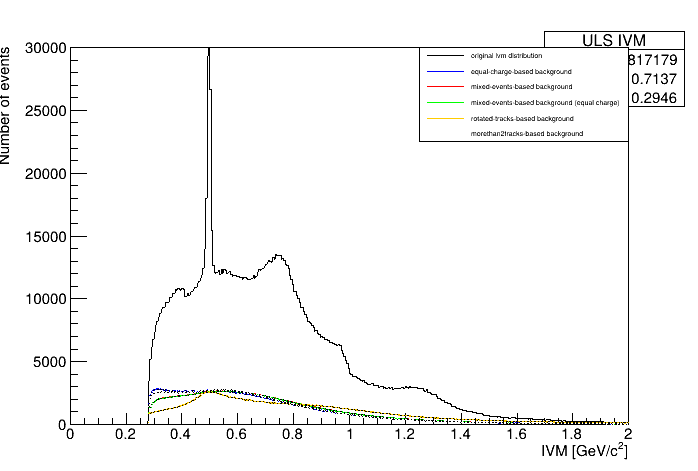 ULS IVM
817179
0.7137
0.2946
original Ivm distribution
equal-charge-based background
mixed-events-based background
mixed-events-based background (equal charge)
rotated-tracks-based background
morethan2tracks-based background
Number of events
30000
25000
20000
15000
10000
5000
0
0 0.2 0.4 0.6 0.8 1 1.2 1.4 1.6 1.8 2
IVM [GeV/c²]